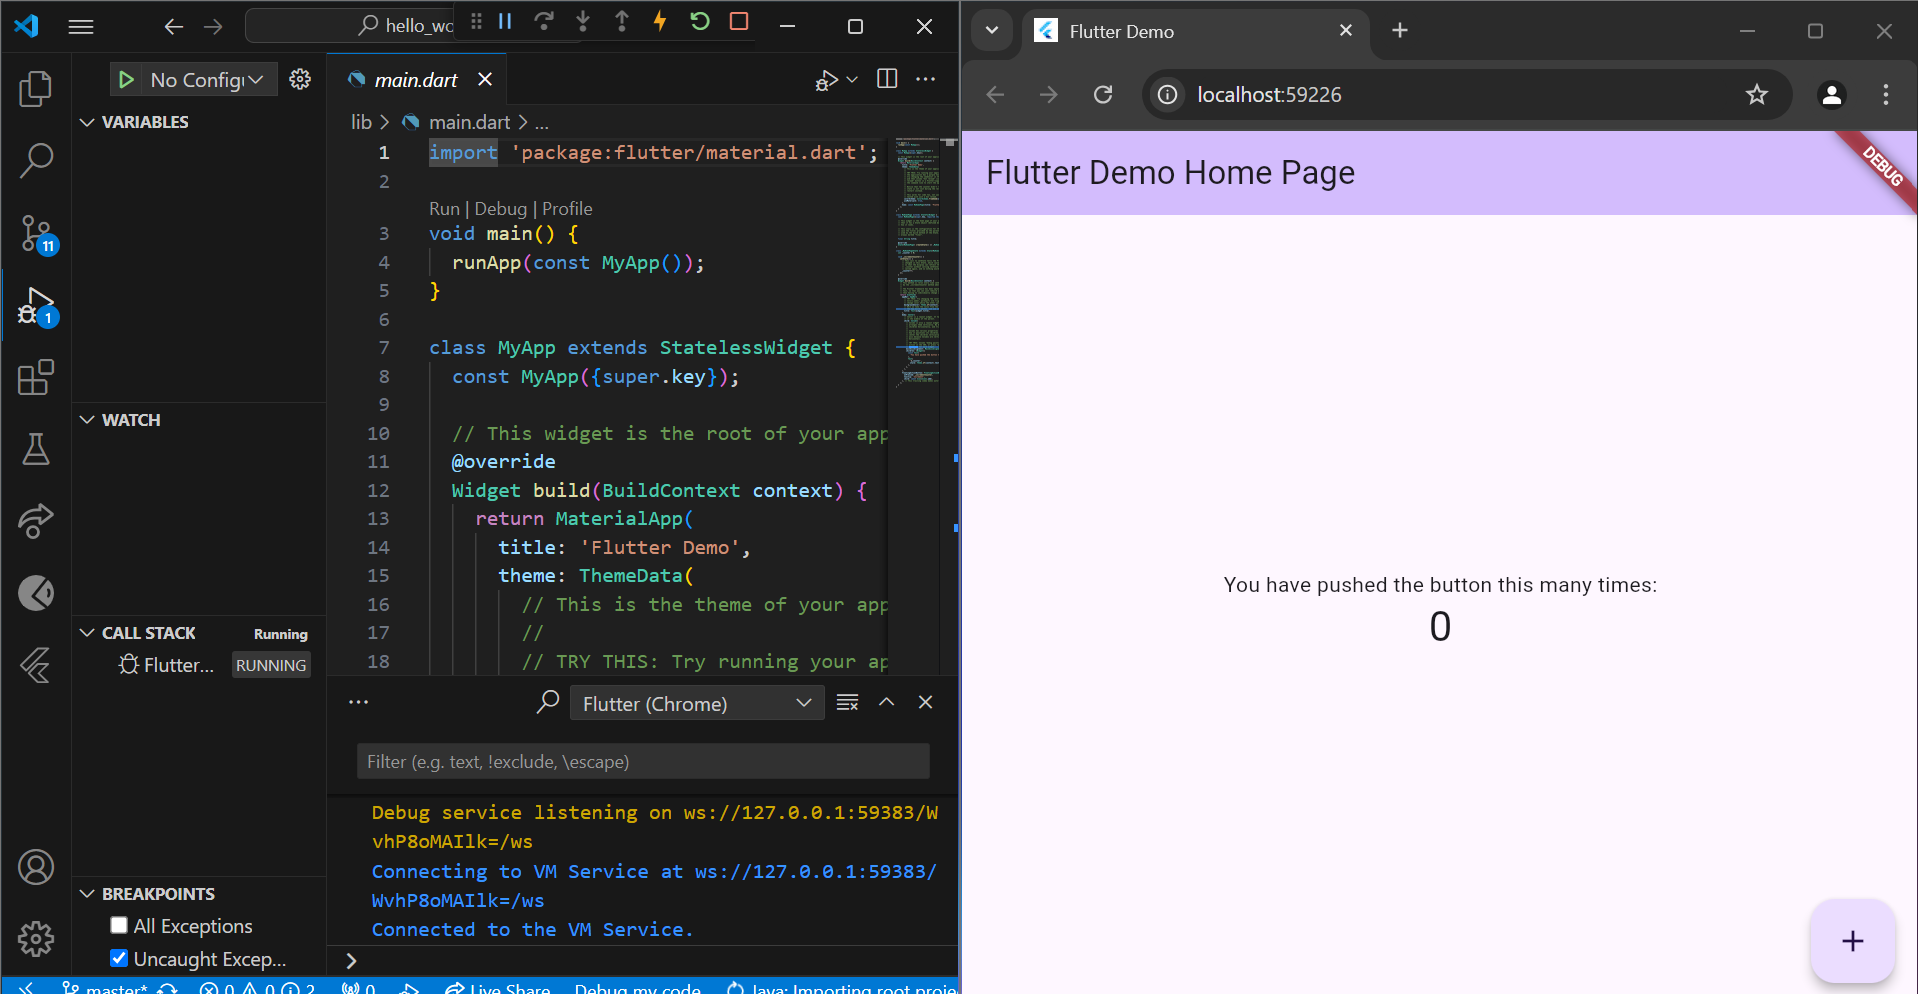 hello_wo
No Config
VARIABLES
WATCH
CALL STACK
Running
Flutter...
RUNNING
BREAKPOINTS
All Exceptions
Uncaught Excep...
11
1
main.dart
lib > main.dart > ...
1 import 'package:flutter/material.dart';
2
Run | Debug | Profile
3 void main() {
4 runApp(const MyApp());
5 }
6
7 class MyApp extends StatelessWidget {
8 const MyApp({super.key});
9
10 // This widget is the root of your app
11 @override
12 Widget build(BuildContext context) {
13 return MaterialApp(
14 title: 'Flutter Demo',
15 theme: ThemeData(
16 // This is the theme of your app
17 //
18 // TRY THIS: Try running your ap
Flutter (Chrome)
Filter (e.g. text, !exclude, \escape)
Debug service listening on ws://127.0.0.1:59383/W
vhP8oMAIlk=/ws
Connecting to VM Service at ws://127.0.0.1:59383/
WvhP8oMAIlk=/ws
Connected to the VM Service.
master* 0 0 2 0 Live Share Debug my code Java: Importing root proje
Flutter Demo
localhost:59226
Flutter Demo Home Page
DEBUG
You have pushed the button this many times:
0